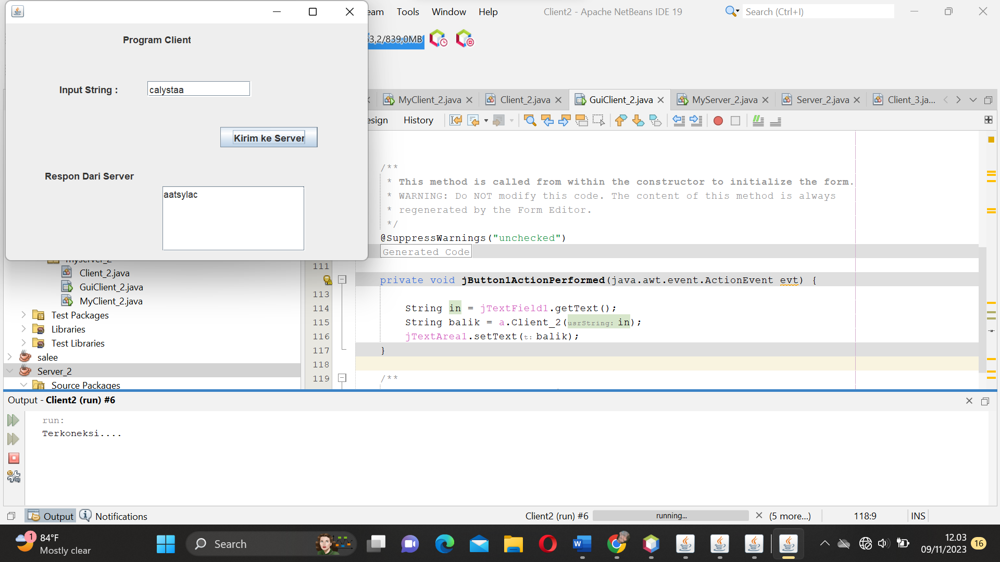 Program Client
Input String :
calystaa
Kirim ke Server
Respon Dari Server
aatsylac
Tools
Window
Help
Client2 - Apache NetBeans IDE 19
Search (Ctrl+I)
3,2/839,0MB
MyClient_2.java
Client_2.java
GuiClient_2.java
MyServer_2.java
Server_2.java
Client_3.ja...
History
/**
* This method is called from within the constructor to initialize the form.
* WARNING: Do NOT modify this code. The content of this method is always
* regenerated by the Form Editor.
*/
@SuppressWarnings("unchecked")
Generated Code
111
private void jButton1ActionPerformed(java.awt.event.ActionEvent evt) {
113
114 String in = jTextField1.getText();
115 String balik = a.Client_2(usrString: in);
116 jTextArea1.setText(t: balik);
117 }
118
119 /**
myserver_2
Client_2.java
GuiClient_2.java
MyClient_2.java
Test Packages
Libraries
Test Libraries
salee
Server_2
Source Packages
Output - Client2 (run) #6
run:
Terkoneksi....
Output
Notifications
Client2 (run) #6
running...
(5 more...)
118:9
INS
1
84°F
Mostly clear
Search
12.03
09/11/2023
16